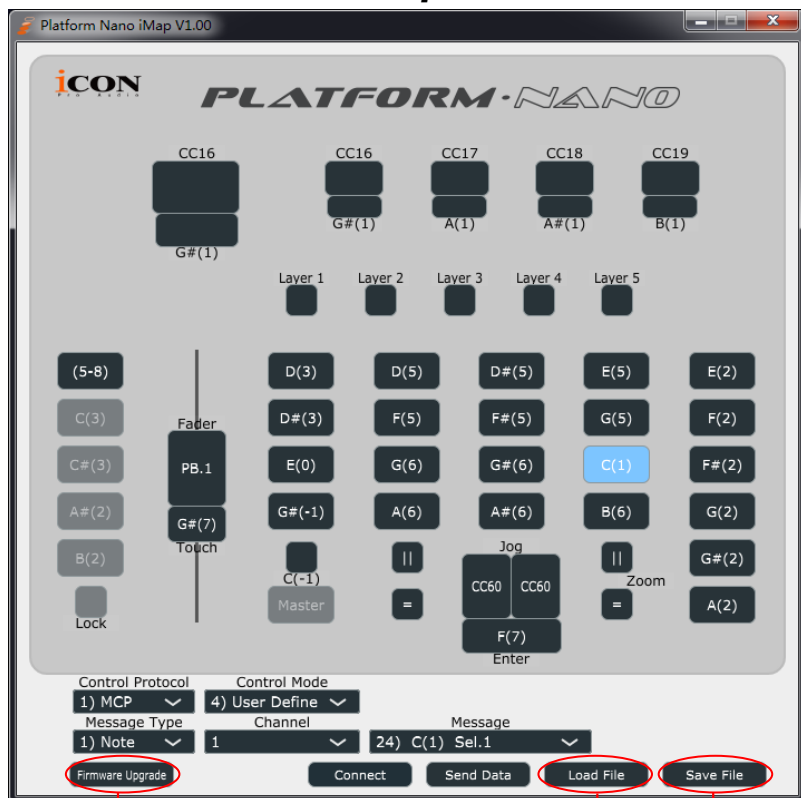 Platform Nano iMap V1.00
iCON
Pro Audio
PLATFORM·NANO
CC16 CC16 CC17 CC18 CC19
G#(1) A(1) A#(1) B(1)
G#(1)
Layer 1 Layer 2 Layer 3 Layer 4 Layer 5
(5-8) D(3) D(5) D#(5) E(5) E(2)
C(3) Fader D#(3) F(5) F#(5) G(5) F(2)
C#(3) PB.1 E(0) G(6) G#(6) C(1) F#(2)
A#(2) G#(7) G#(-1) A(6) A#(6) B(6) G(2)
Touch Jog
B(2) || || G#(2)
C(-1) CC60 CC60 Zoom
Master = = A(2)
Lock F(7)
Enter
Control Protocol Control Mode
1) MCP 4) User Define
Message Type Channel Message
1) Note 1 24) C(1) Sel.1
Firmware Upgrade Connect Send Data Load File Save File